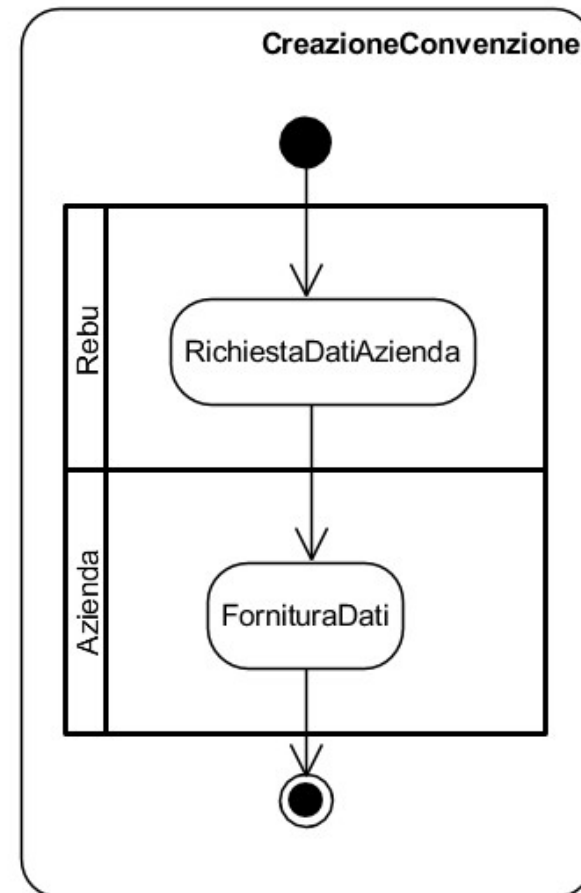 CreazioneConvenzione
Rebu
RichiestaDatiAzienda
Azienda
FornituraDati